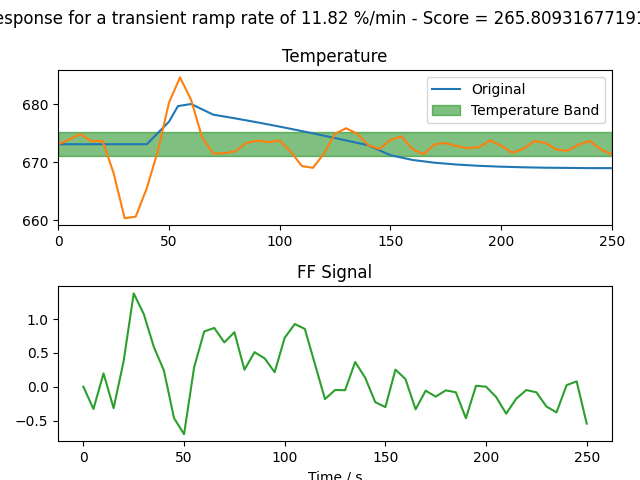 esponse for a transient ramp rate of 11.82 %/min - Score = 265.80931677191
Temperature
680
670
660
Original
Temperature Band
0 50 100 150 200 250
FF Signal
1.0
0.5
0.0
−0.5
0 50 100 150 200 250
Time / s